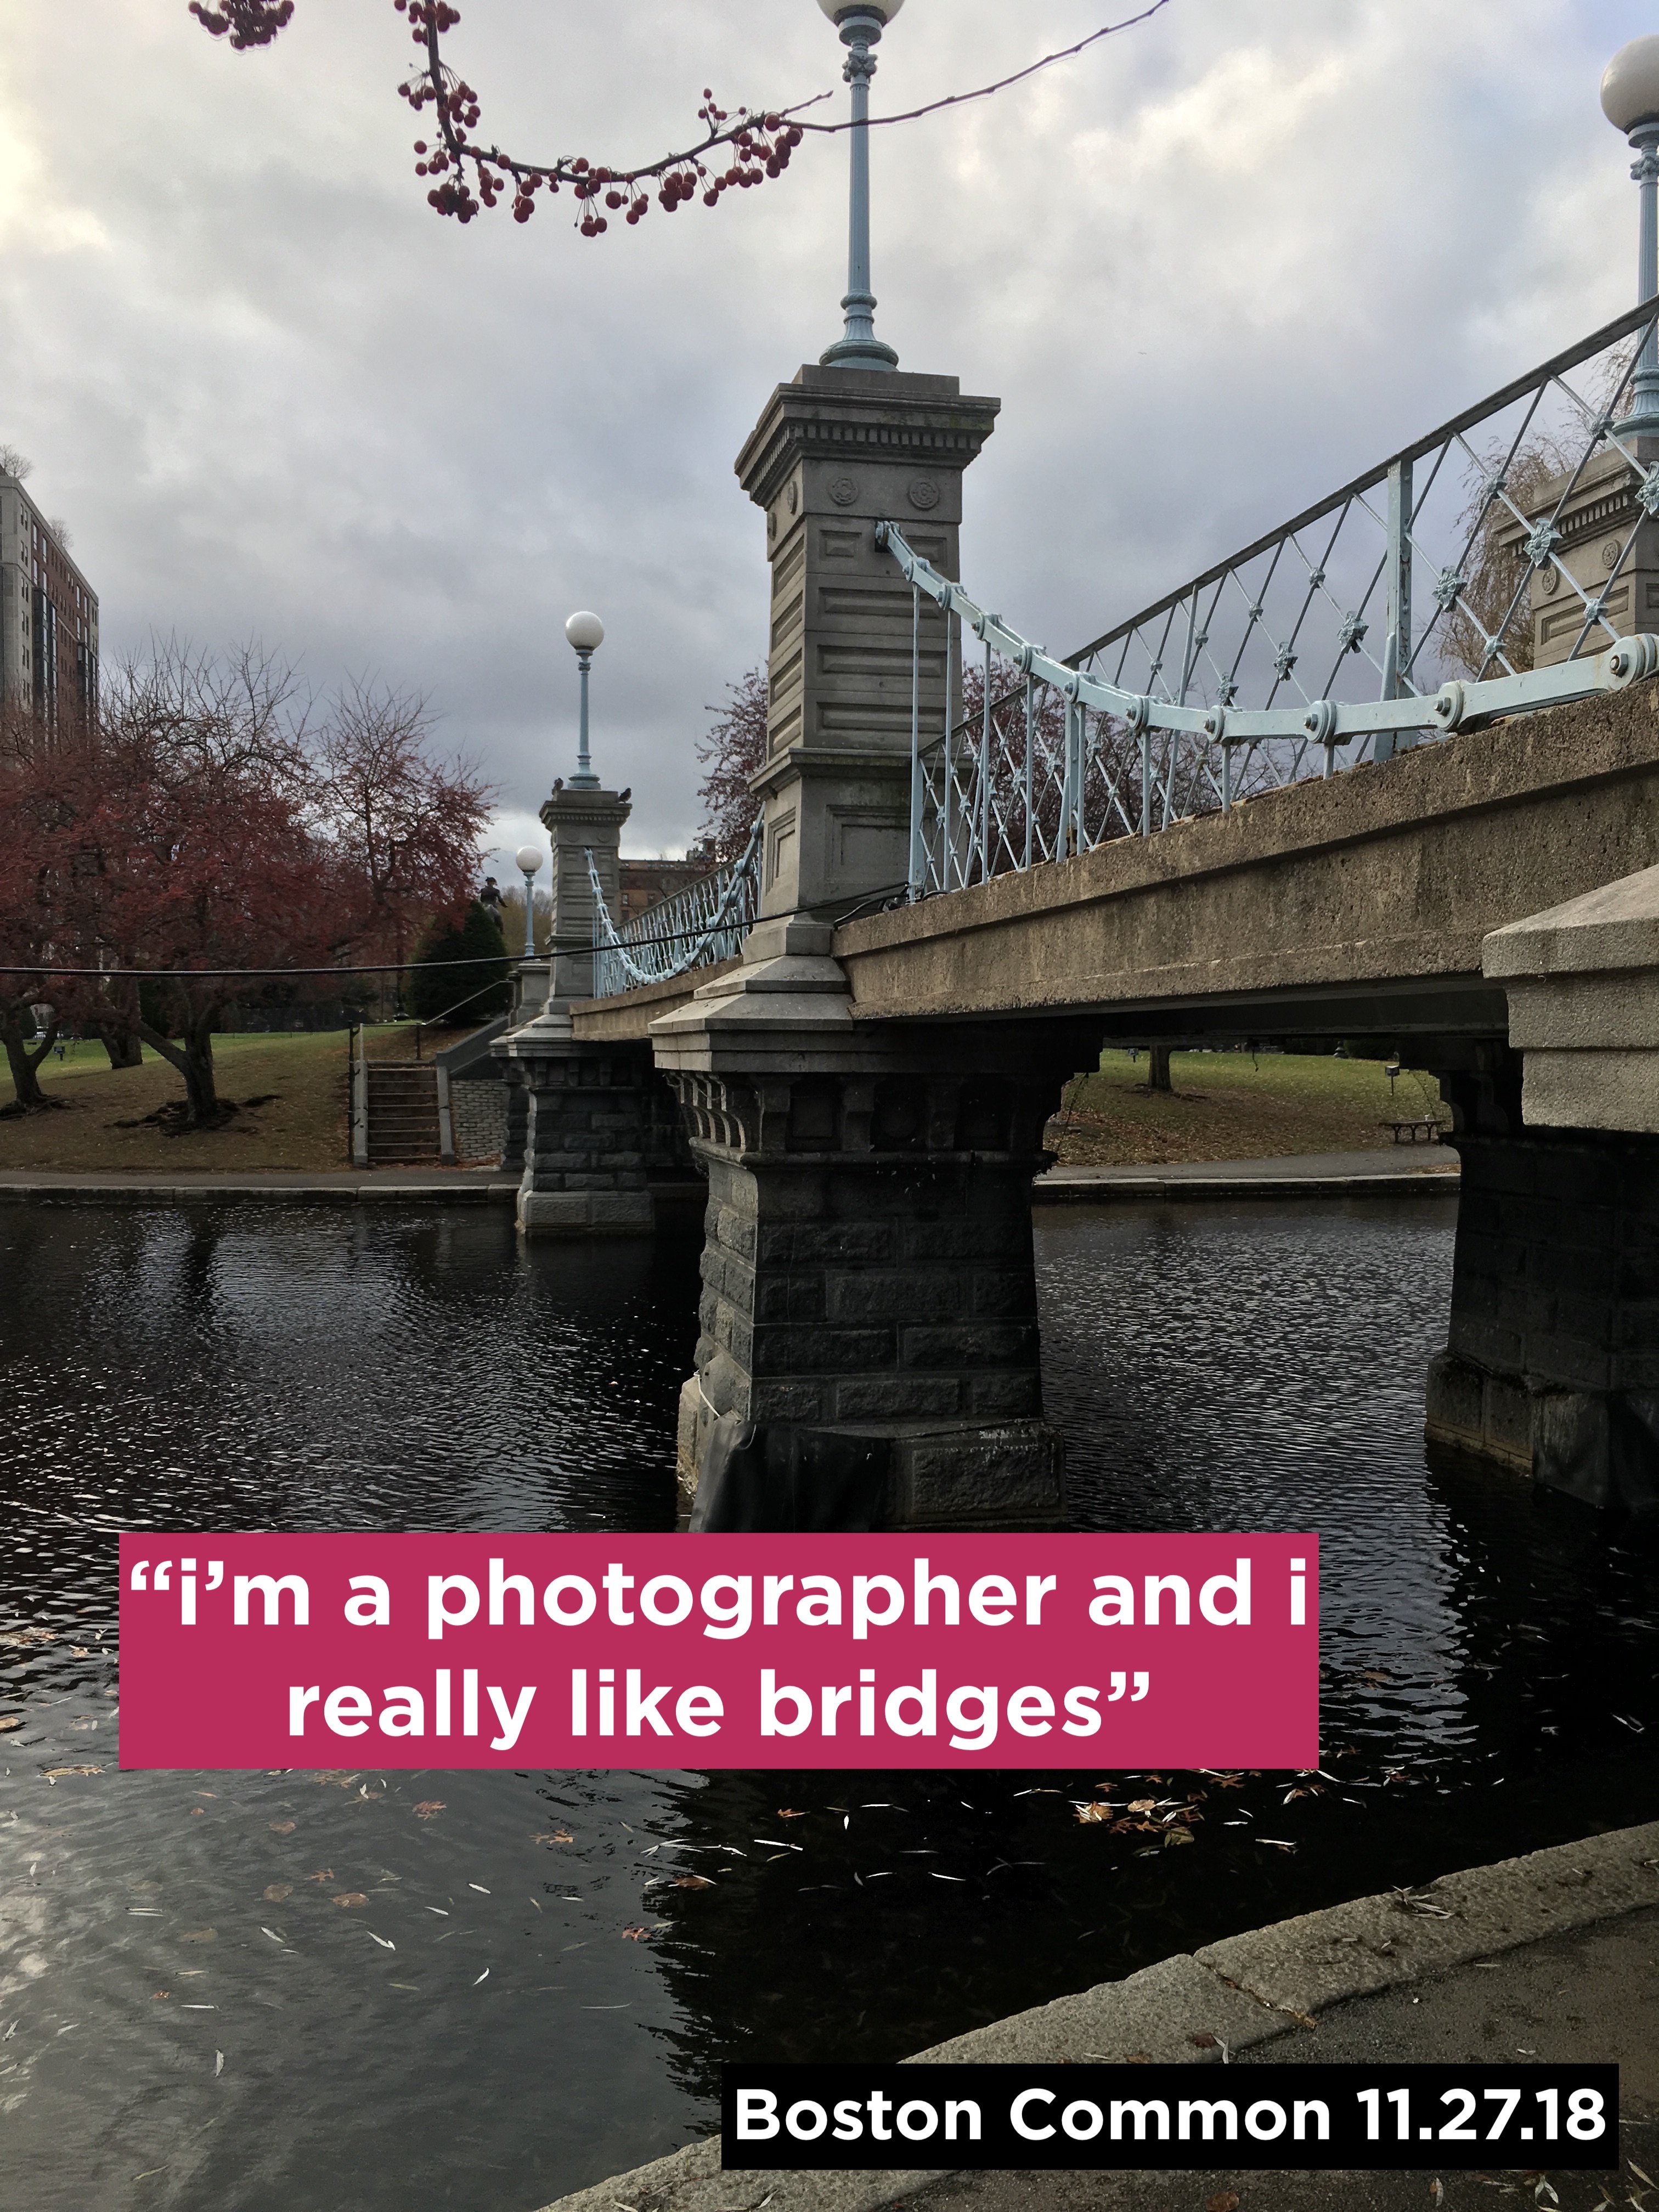 “i’m a photographer and i
really like bridges”
Boston Common 11.27.18